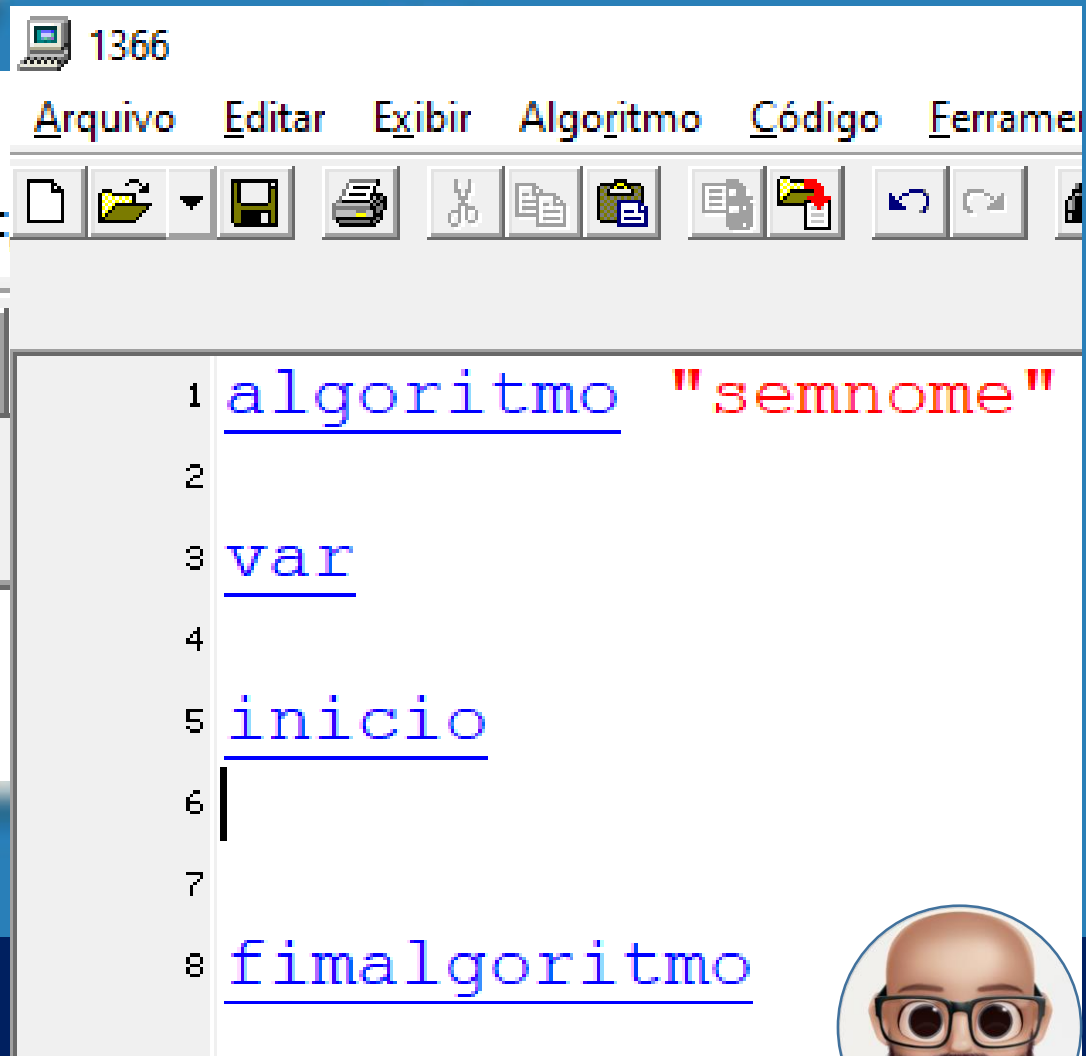 1366
Arquivo Editar Exibir Algoritmo Código
1 algoritmo "semnome"
2
3 var
4
5 inicio
6
7
8 fimalgoritmo